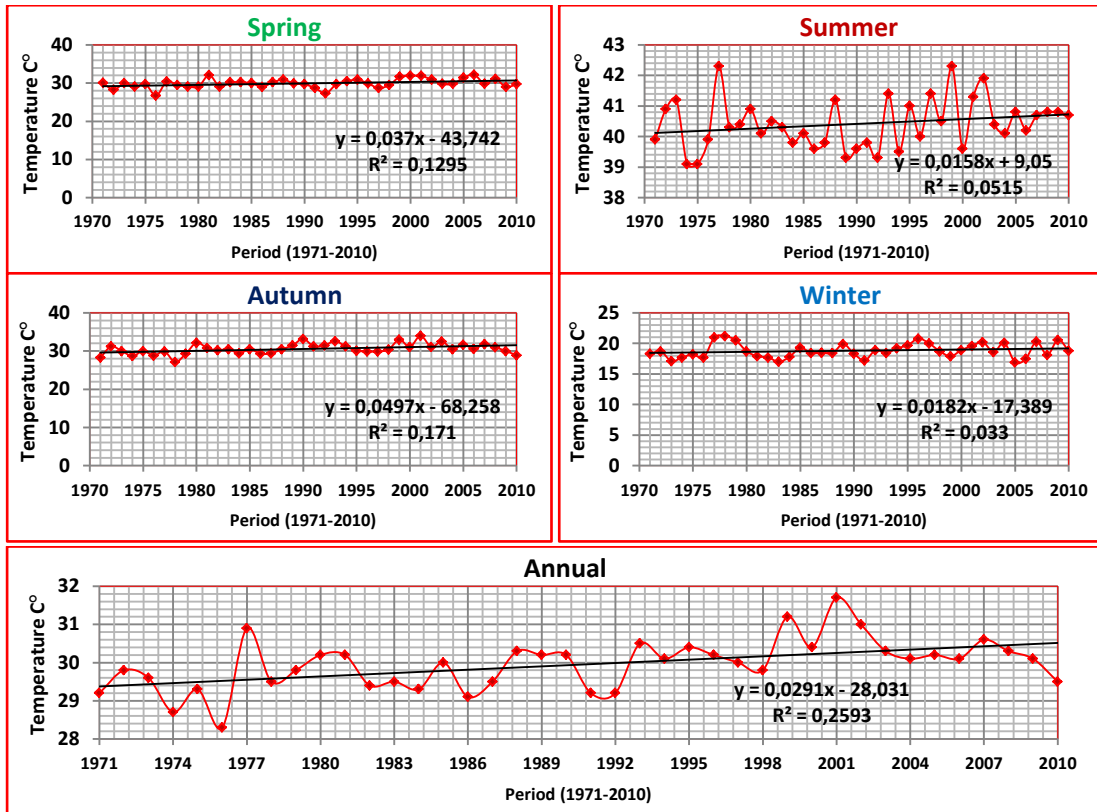 Spring
Temperature C°
40
30
20
10
0
y = 0,037x - 43,742
R² = 0,1295
1970 1975 1980 1985 1990 1995 2000 2005 2010
Period (1971-2010)
Summer
Temperature C°
43
42
41
40
39
38
y = 0,0158x + 9,05
R² = 0,0515
1970 1975 1980 1985 1990 1995 2000 2005 2010
Period (1971-2010)
Autumn
Temperature C°
40
30
20
10
0
y = 0,0497x - 68,258
R² = 0,171
1970 1975 1980 1985 1990 1995 2000 2005 2010
Period (1971-2010)
Winter
Temperature C°
25
20
15
10
5
0
y = 0,0182x - 17,389
R² = 0,033
1970 1975 1980 1985 1990 1995 2000 2005 2010
Period (1971-2010)
Annual
Temperature C°
32
31
30
29
28
y = 0,0291x - 28,031
R² = 0,2593
1971 1974 1977 1980 1983 1986 1989 1992 1995 1998 2001 2004 2007 2010
Period (1971-2010)